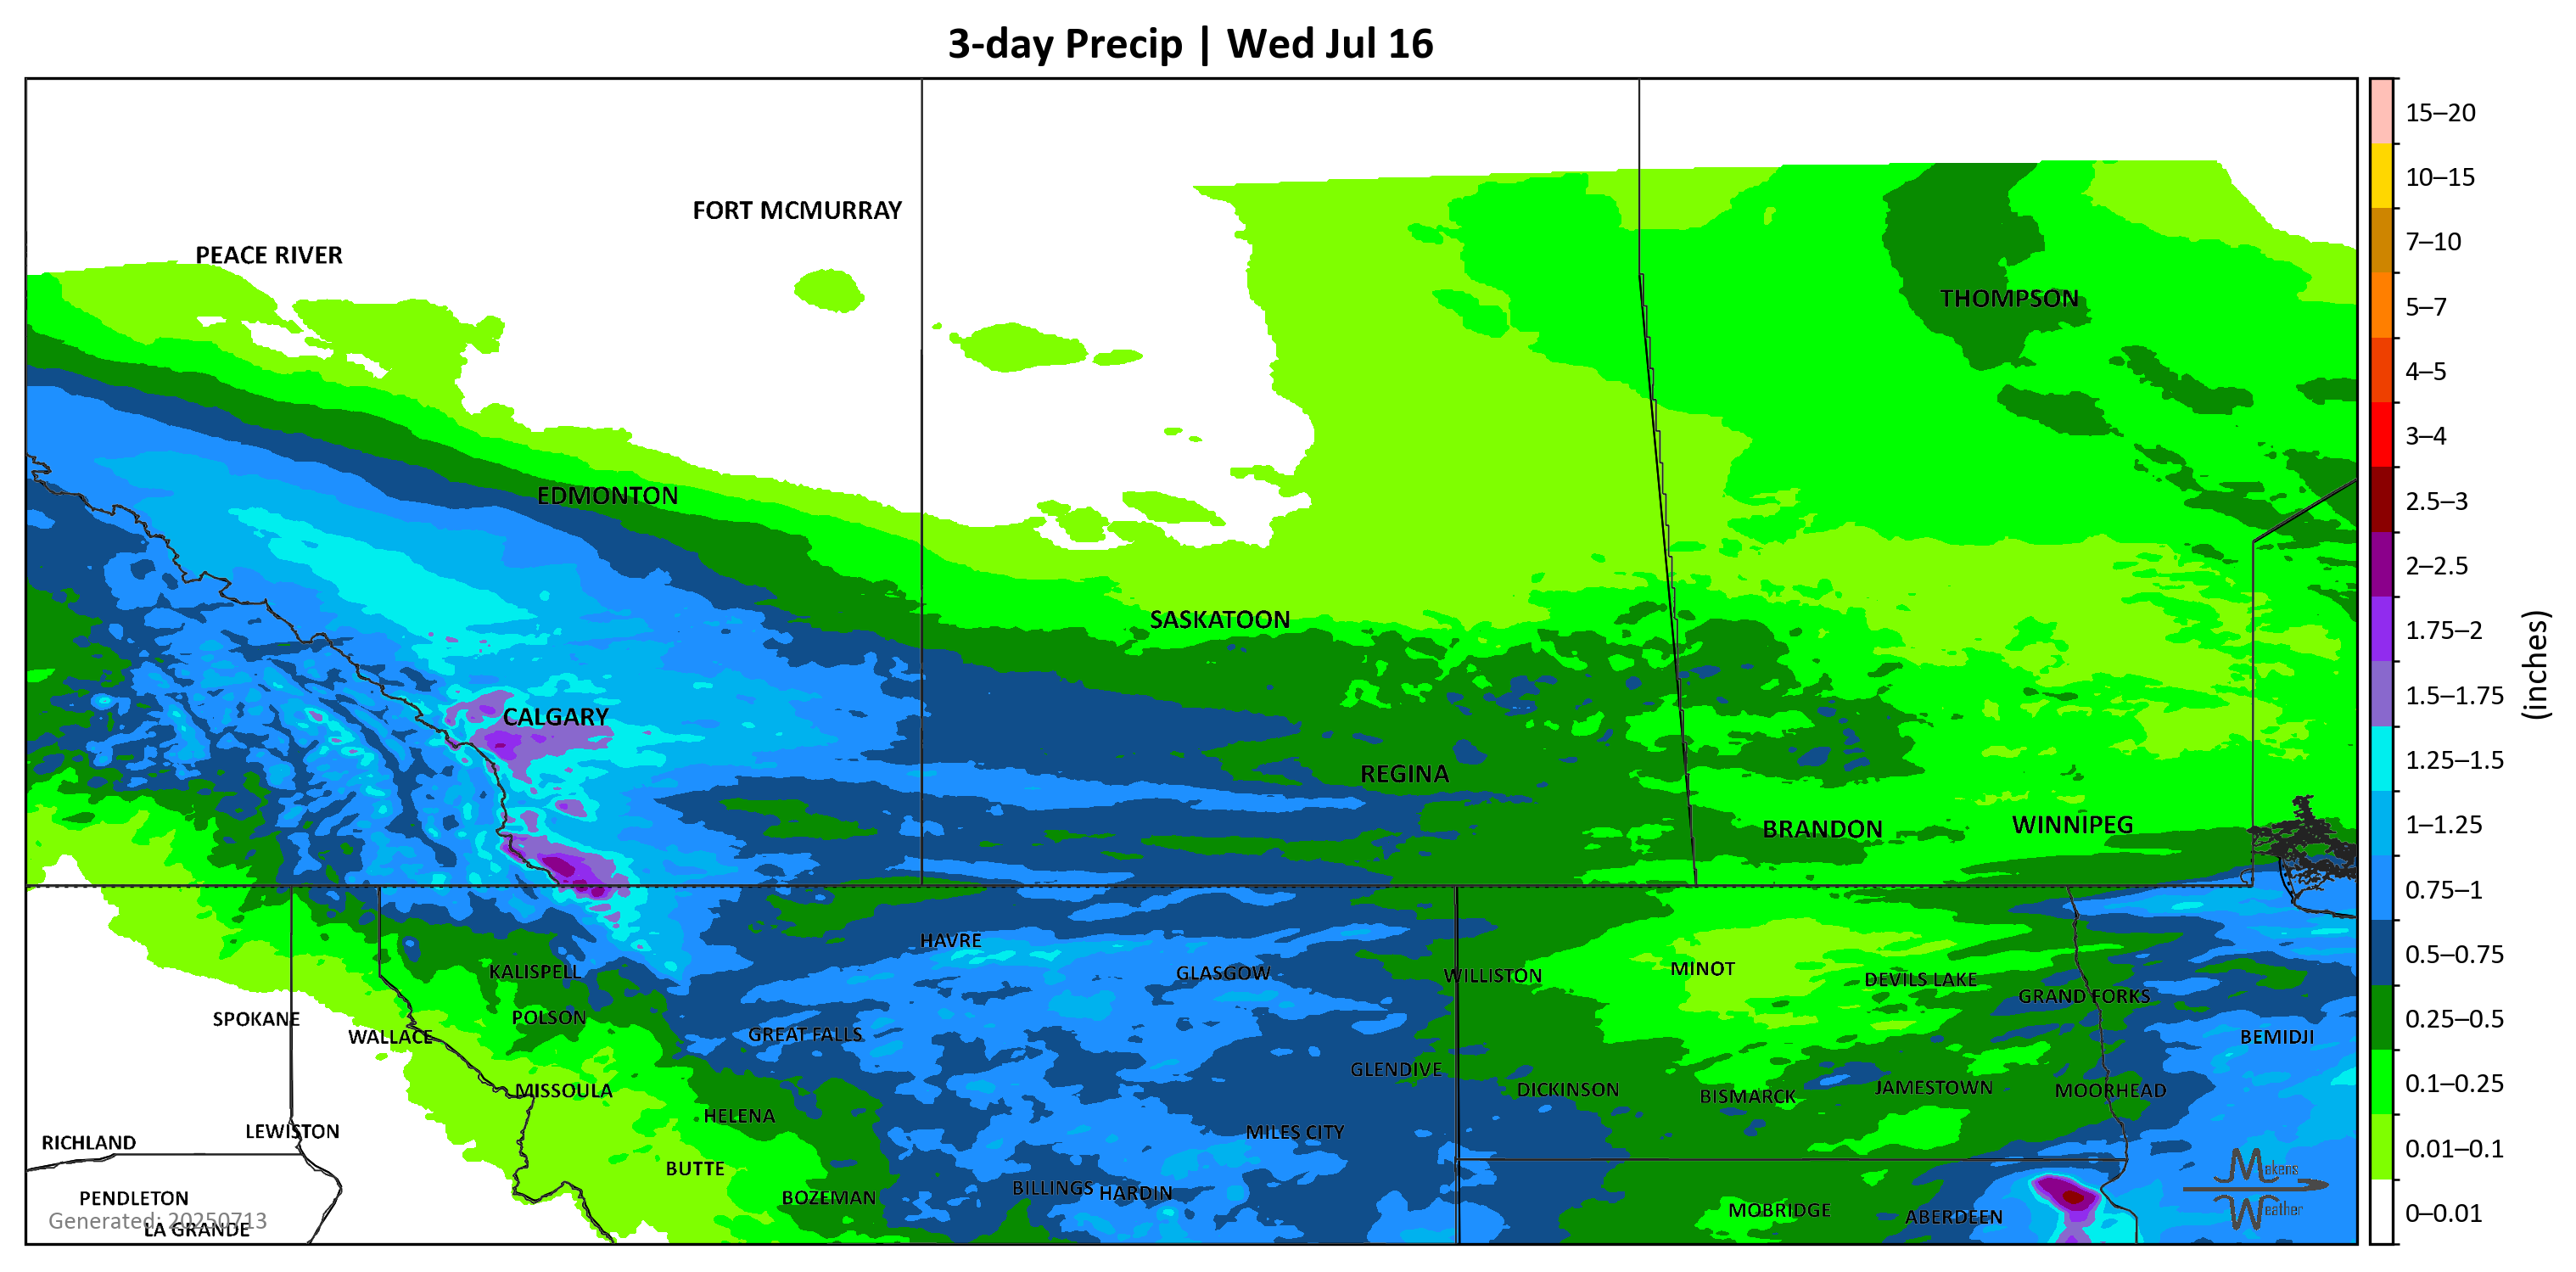 3-day Precip | Wed Jul 16
FORT MCMURRAY
PEACE RIVER
THOMPSON
EDMONTON
SASKATOON
CALGARY
REGINA
BRANDON
WINNIPEG
HAVRE
KALISPELL
GLASGOW
WILLISTON
MINOT
DEVILS LAKE
GRAND FORKS
SPOKANE
POLSON
WALLACE
GREAT FALLS
BEMIDJI
GLENDIVE
MISSOULA
DICKINSON
BISMARCK
JAMESTOWN
MOORHEAD
HELENA
RICHLAND
LEWISTON
MILES CITY
BUTTE
PENDLETON
BOZEMAN
BILLINGS
HARDIN
MOBRIDGE
ABERDEEN
Generated: 20250713
LA GRANDE
Makens
Weather
15–20
10–15
7–10
5–7
4–5
3–4
2.5–3
2–2.5
1.75–2
1.5–1.75
1.25–1.5
1–1.25
0.75–1
0.5–0.75
0.25–0.5
0.1–0.25
0.01–0.1
0–0.01
(inches)